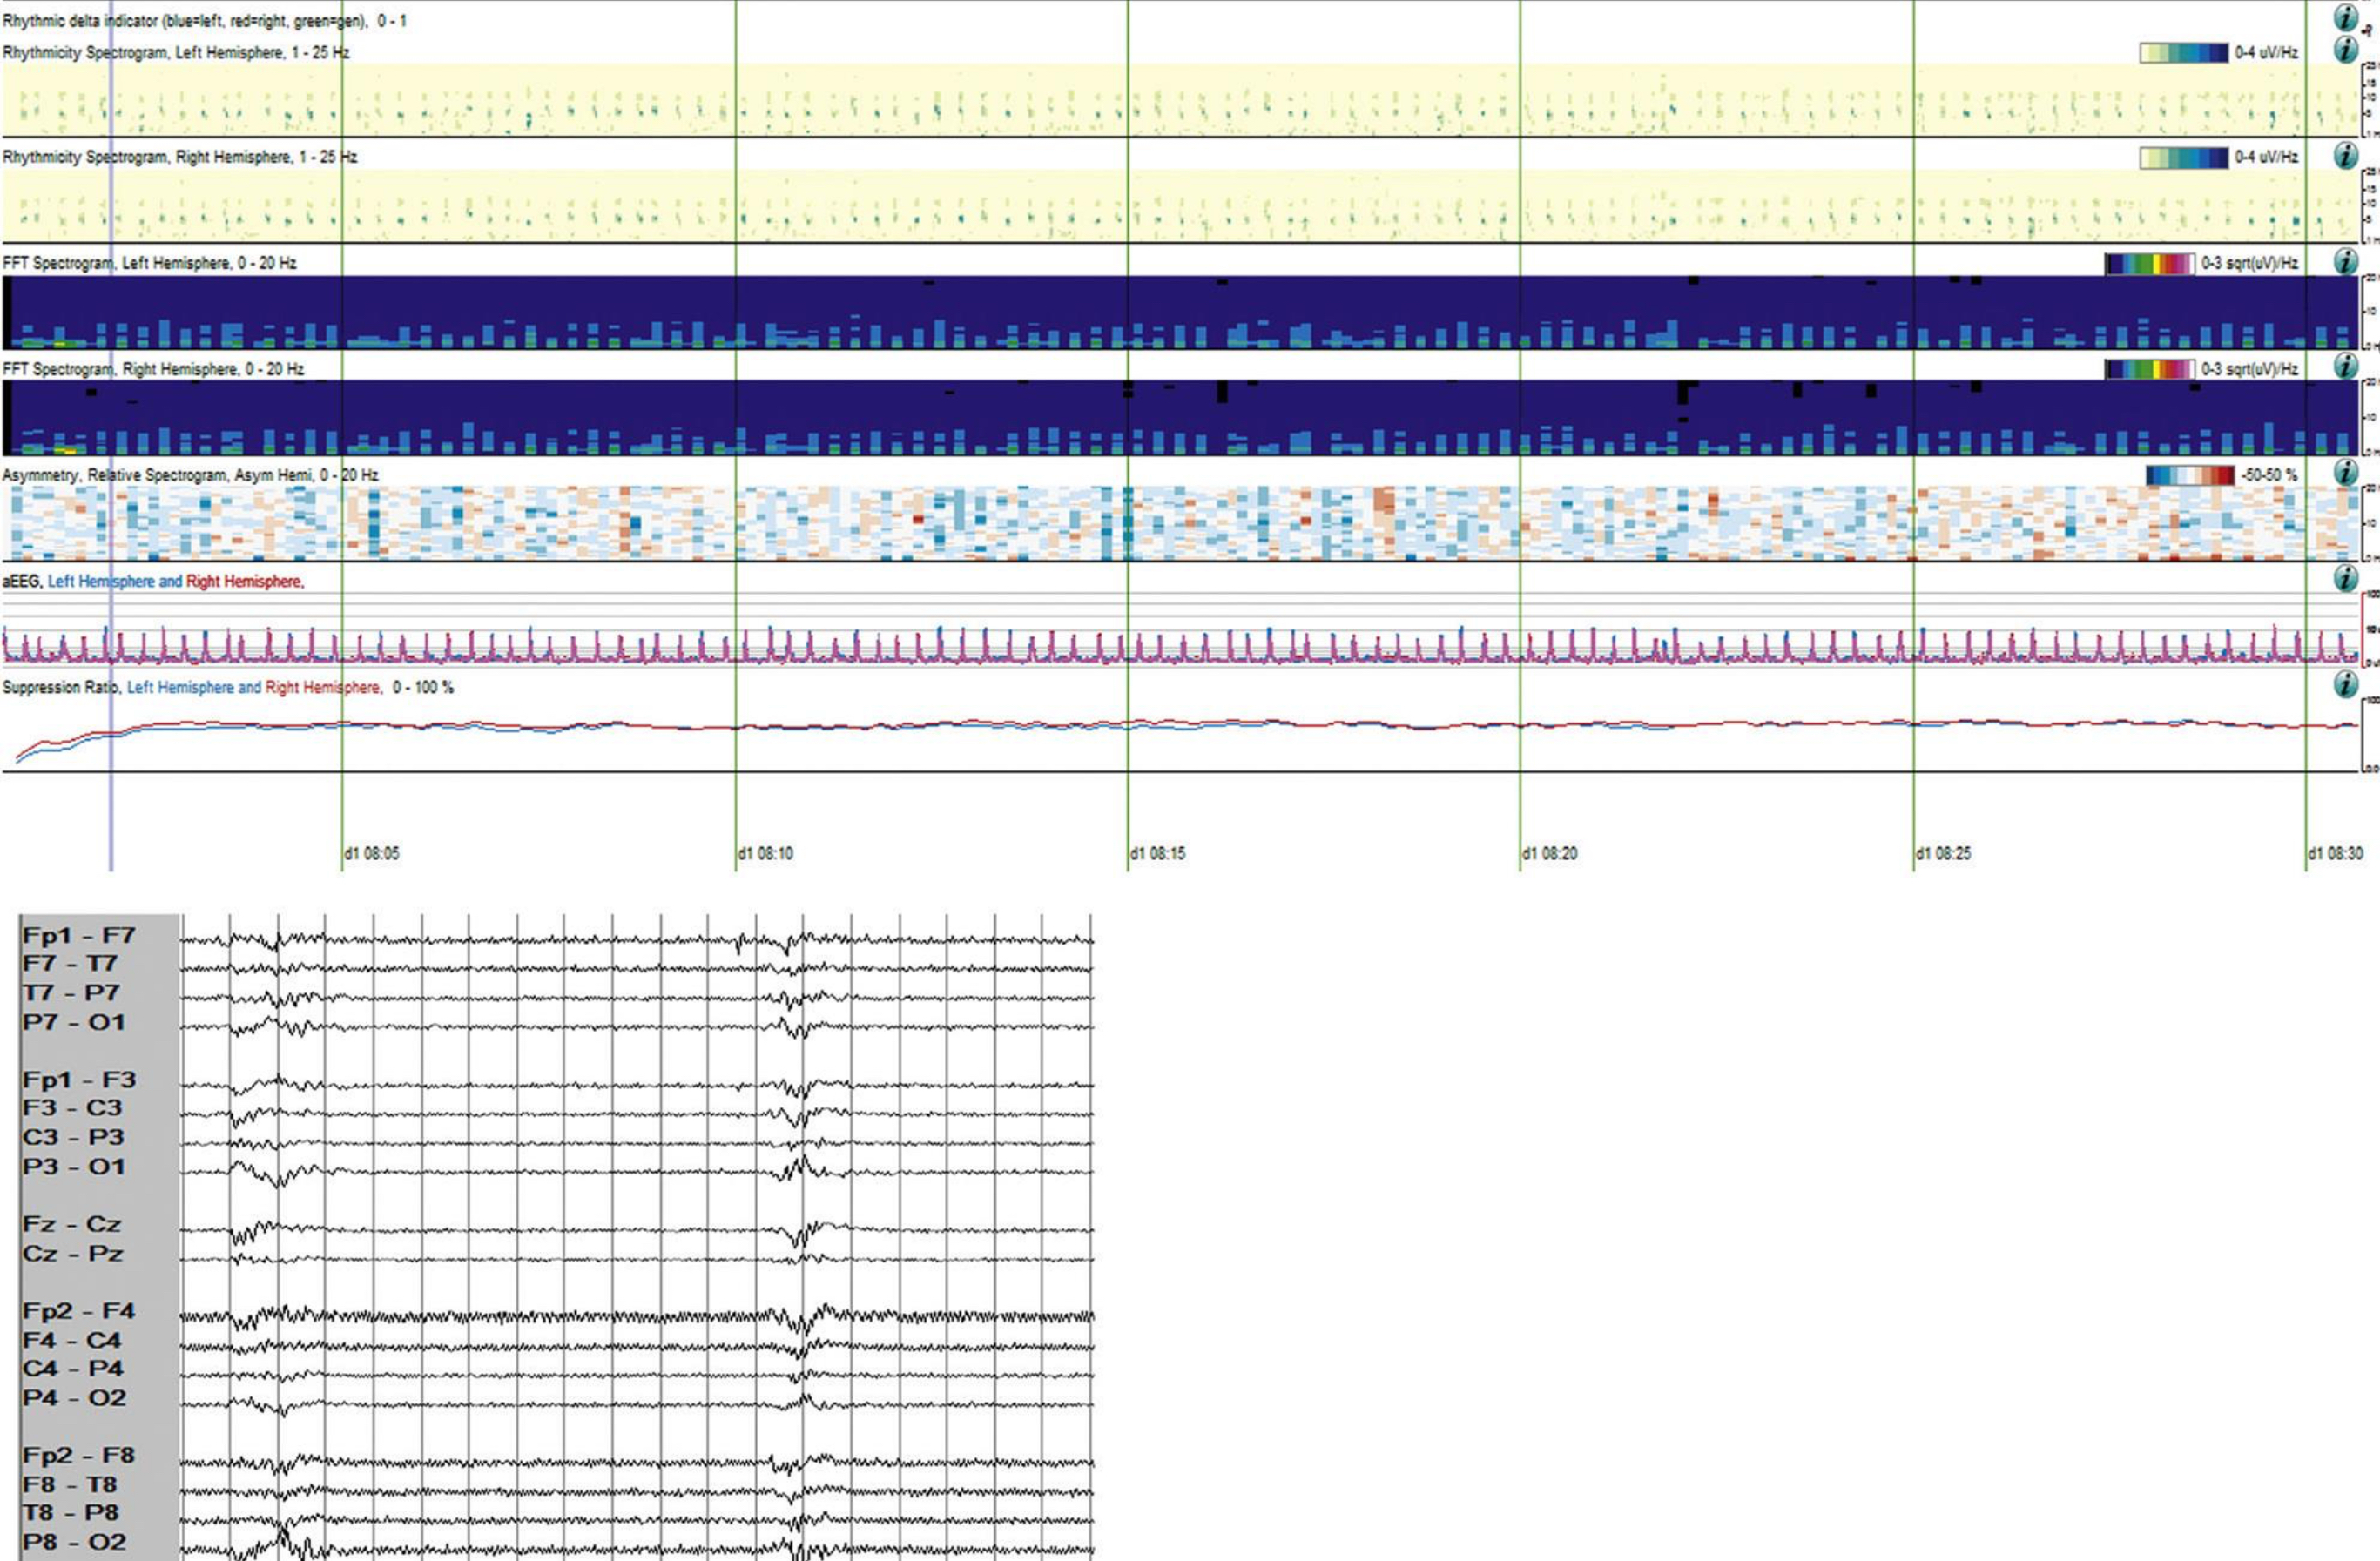 Rhythmic delta indicator (blue=left, red=right, green=gen), 0 - 1
Rhythmicity Spectrogram, Left Hemisphere, 1 - 25 Hz
0-4 uV/Hz
Rhythmicity Spectrogram, Right Hemisphere, 1 - 25 Hz
0-4 uV/Hz
FFT Spectrogram, Left Hemisphere, 0 - 20 Hz
0-3 sqrt(uV)/Hz
FFT Spectrogram, Right Hemisphere, 0 - 20 Hz
0-3 sqrt(uV)/Hz
Asymmetry, Relative Spectrogram, Asym Hemi, 0 - 20 Hz
-50-50 %
aEEG, Left Hemisphere and Right Hemisphere,
Suppression Ratio, Left Hemisphere and Right Hemisphere, 0 - 100 %
d1 08:05
d1 08:10
d1 08:15
d1 08:20
d1 08:25
d1 08:30
Fp1 - F7
F7 - T7
T7 - P7
P7 - O1
Fp1 - F3
F3 - C3
C3 - P3
P3 - O1
Fz - Cz
Cz - Pz
Fp2 - F4
F4 - C4
C4 - P4
P4 - O2
Fp2 - F8
F8 - T8
T8 - P8
P8 - O2